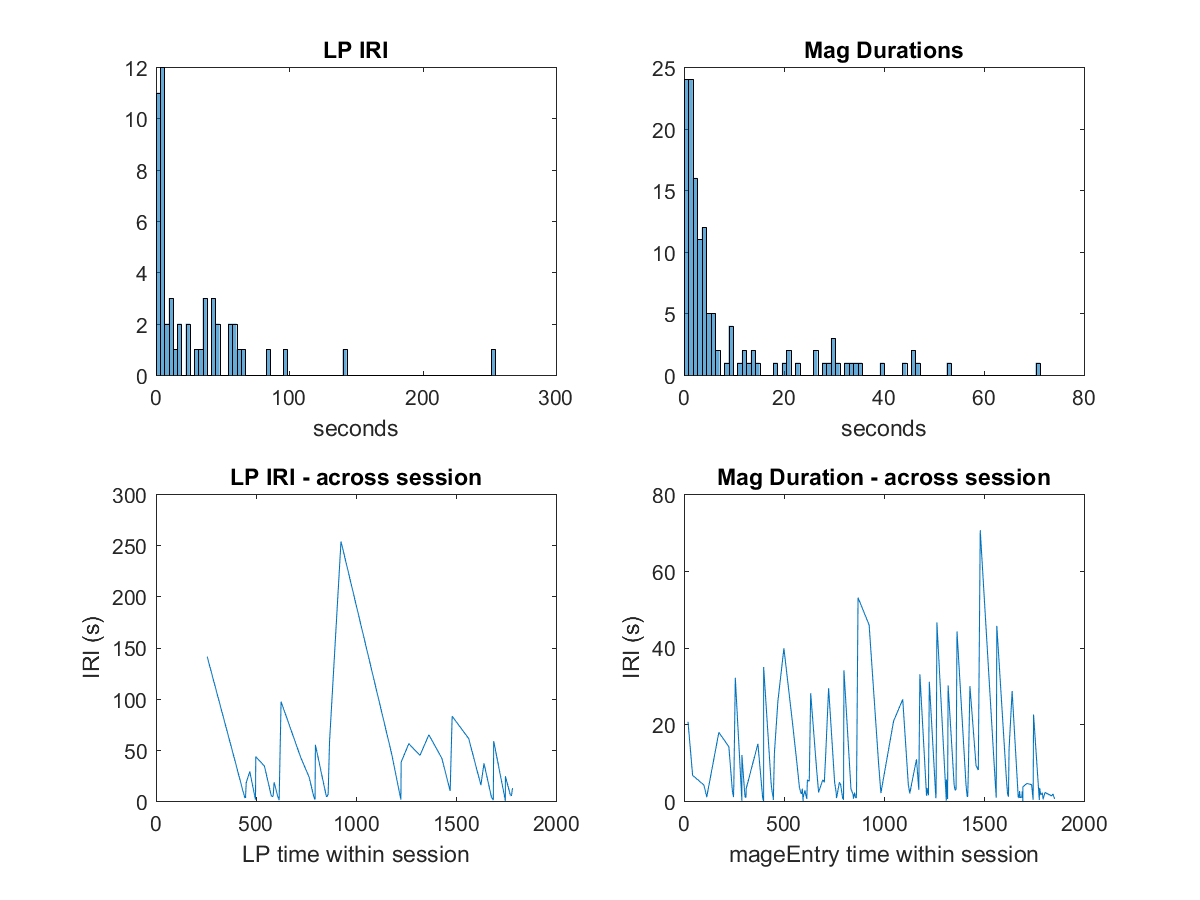 LP IRI
12
10
8
6
4
2
0
0 100 200 300
seconds
Mag Durations
25
20
15
10
5
0
0 20 40 60 80
seconds
LP IRI - across session
IRI (s)
300
250
200
150
100
50
0
0 500 1000 1500 2000
LP time within session
Mag Duration - across session
IRI (s)
80
60
40
20
0
0 500 1000 1500 2000
mageEntry time within session